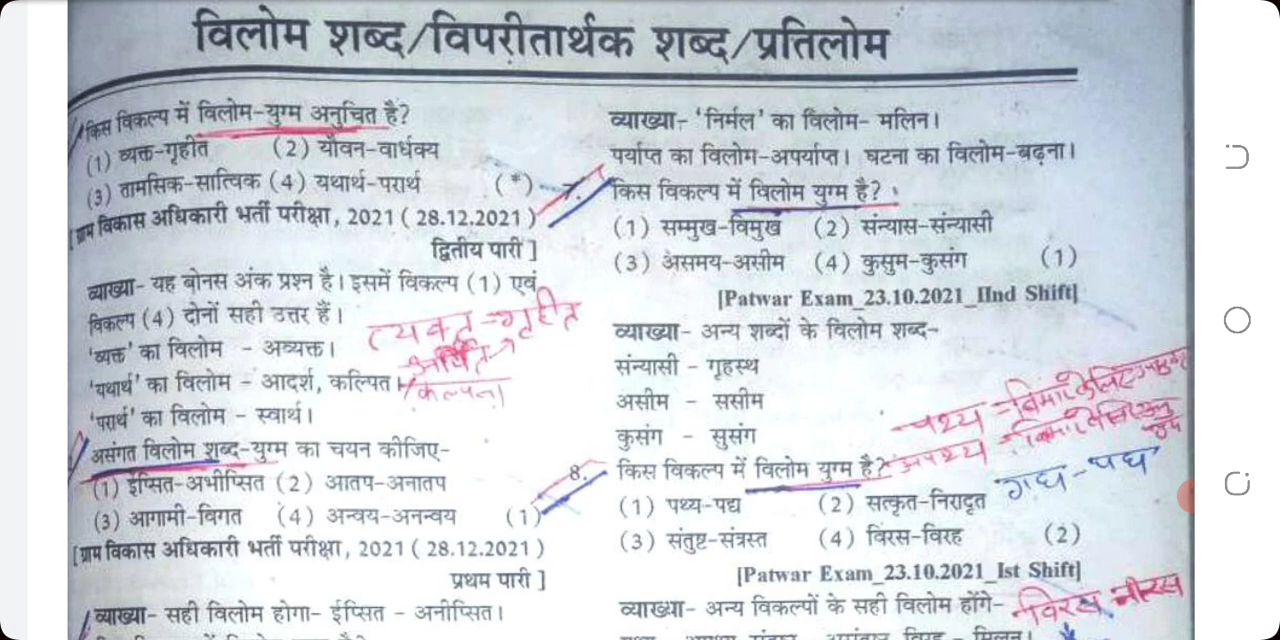 विलोम शब्द/विपरीतार्थक शब्द/प्रतिलोम
किस विकल्प में विलोम-युग्म अनुचित है?
(1) व्यक्त-गृहीत (2) यौवन-वार्धक्य
(3) तामसिक-सात्विक (4) यथार्थ-परार्थ (*)
ग्राम विकास अधिकारी भर्ती परीक्षा, 2021 ( 28.12.2021 )
द्वितीय पारी ]
व्याख्या- यह बोनस अंक प्रश्न है। इसमें विकल्प (1) एवं
विकल्प (4) दोनों सही उत्तर हैं।
त्यक्त-गृहीत
'व्यक्त' का विलोम - अव्यक्त।
'यथार्थ' का विलोम - आदर्श, कल्पित। कल्पना
'परार्थ' का विलोम - स्वार्थ।
असंगत विलोम शब्द-युग्म का चयन कीजिए-
(1) ईप्सित-अभीप्सित (2) आतप-अनातप
(3) आगामी-विगत (4) अन्वय-अनन्वय (1)
[ग्राम विकास अधिकारी भर्ती परीक्षा, 2021 ( 28.12.2021 )
प्रथम पारी ]
व्याख्या- सही विलोम होगा- ईप्सित - अनीप्सित।
व्याख्या- 'निर्मल' का विलोम- मलिन।
पर्याप्त का विलोम-अपर्याप्त। घटना का विलोम-बढ़ना।
7. किस विकल्प में विलोम युग्म है?
(1) सम्मुख-विमुख (2) संन्यास-संन्यासी
(3) असमय-असीम (4) कुसुम-कुसंग (1)
[Patwar Exam_23.10.2021_IInd Shift]
व्याख्या- अन्य शब्दों के विलोम शब्द-
संन्यासी - गृहस्थ
असीम - ससीम
कुसंग - सुसंग
पथ्य
अपथ्य
8. किस विकल्प में विलोम युग्म है?
गद्य-पद्य
(1) पथ्य-पद्य (2) सत्कृत-निरादृत
(3) संतुष्ट-संत्रस्त (4) विरस-विरह (2)
[Patwar Exam_23.10.2021_Ist Shift]
व्याख्या- अन्य विकल्पों के सही विलोम होंगे-
विरस नीरस
विरह - मिलन।